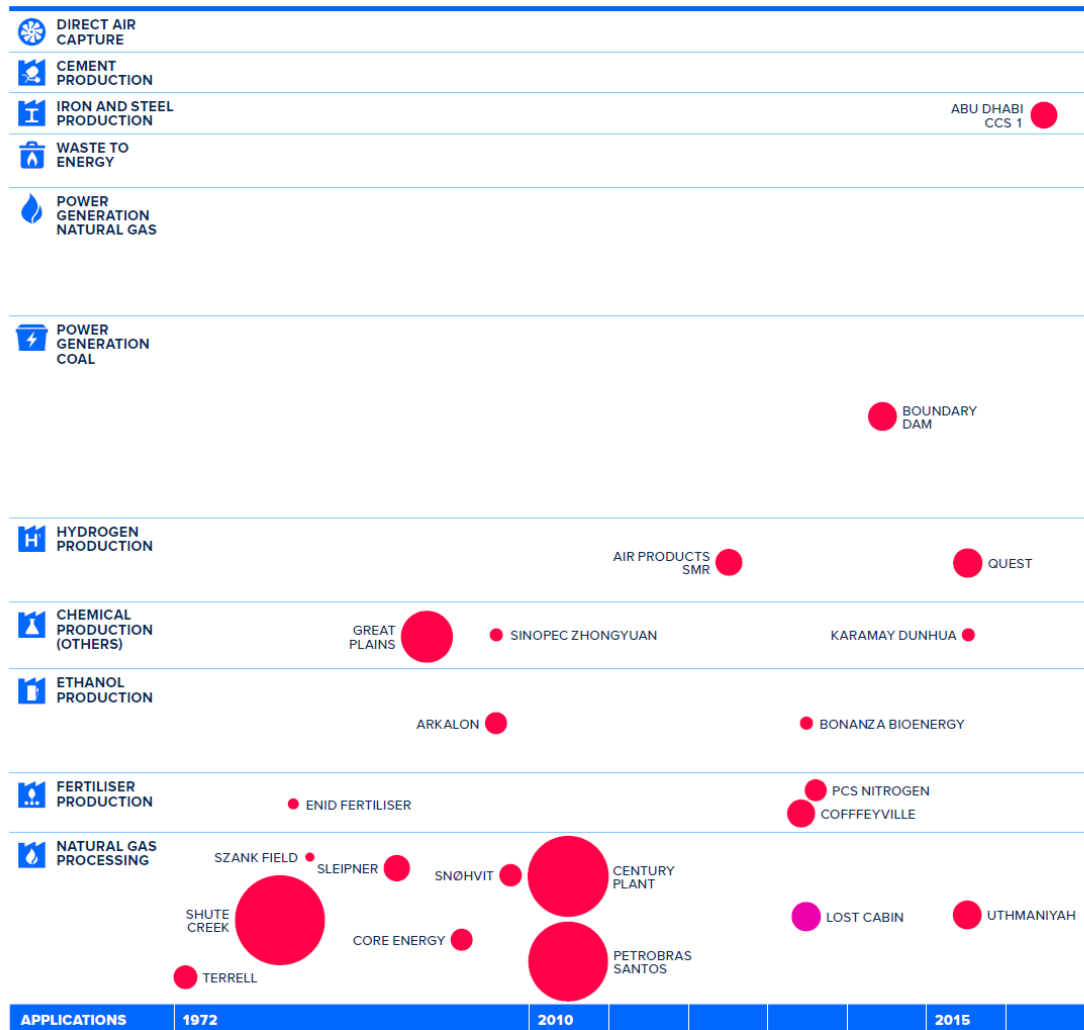 DIRECT AIR
CAPTURE
CEMENT
PRODUCTION
IRON AND STEEL
PRODUCTION
ABU DHABI
CCS 1
WASTE TO
ENERGY
POWER
GENERATION
NATURAL GAS
POWER
GENERATION
COAL
BOUNDARY
DAM
HYDROGEN
PRODUCTION
H
AIR PRODUCTS
SMR
QUEST
CHEMICAL
PRODUCTION
(OTHERS)
GREAT
PLAINS
SINOPEC ZHONGYUAN
KARAMAY DUNHUA
ETHANOL
PRODUCTION
ARKALON
BONANZA BIOENERGY
FERTILISER
PRODUCTION
ENID FERTILISER
PCS NITROGEN
COFFFEYVILLE
NATURAL GAS
PROCESSING
SZANK FIELD
SLEIPNER
SNØHVIT
CENTURY
PLANT
SHUTE
CREEK
LOST CABIN
UTHMANIYAH
CORE ENERGY
PETROBRAS
SANTOS
TERRELL
APPLICATIONS 1972 2010 2015